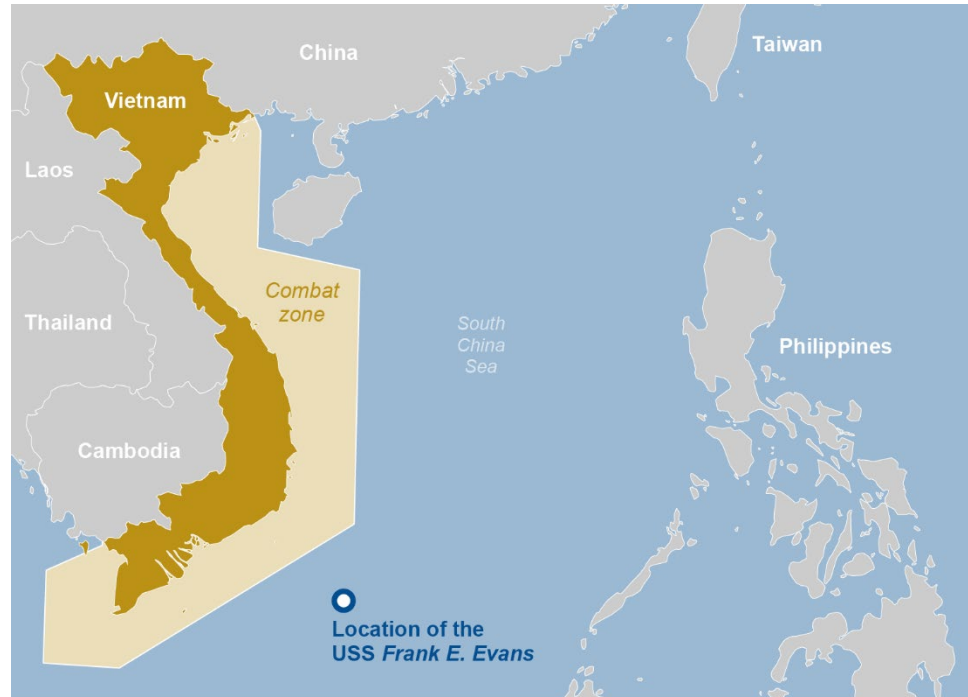 China
Taiwan
Vietnam
Laos
Combat
zone
Thailand
South
China
Sea
Philippines
Cambodia
Location of the
USS Frank E. Evans